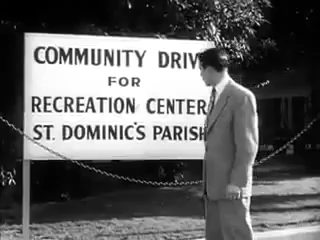 COMMUNITY DRIV
FOR
RECREATION CENTER
ST. DOMINIC'S PARISH